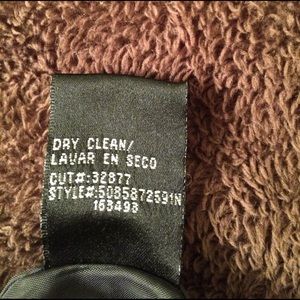 DRY CLEAN/
LAVAR EN SECO
CUT#:32877
STYLE#:5085872591N
163493